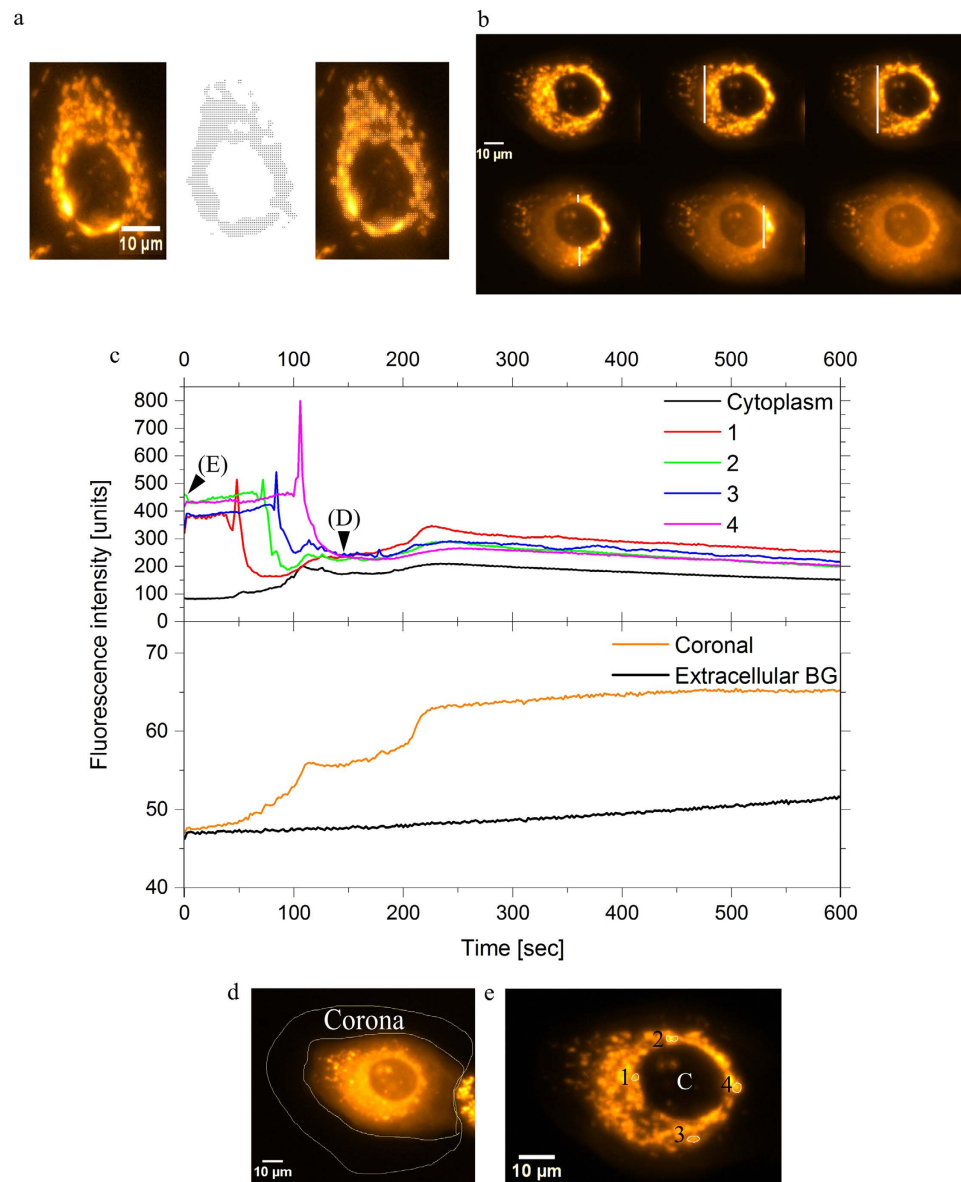 a
b
10 µm
10 µm
c
0 100 200 300 400 500 600
800
700
600
500
400
300
200
100
0
(E)
(D)
Cytoplasm
1
2
3
4
Fluorescence intensity [units]
70
60
50
40
Coronal
Extracellular BG
0 100 200 300 400 500 600
Time [sec]
d
Corona
10 µm
e
2
1
C
4
3
10 µm